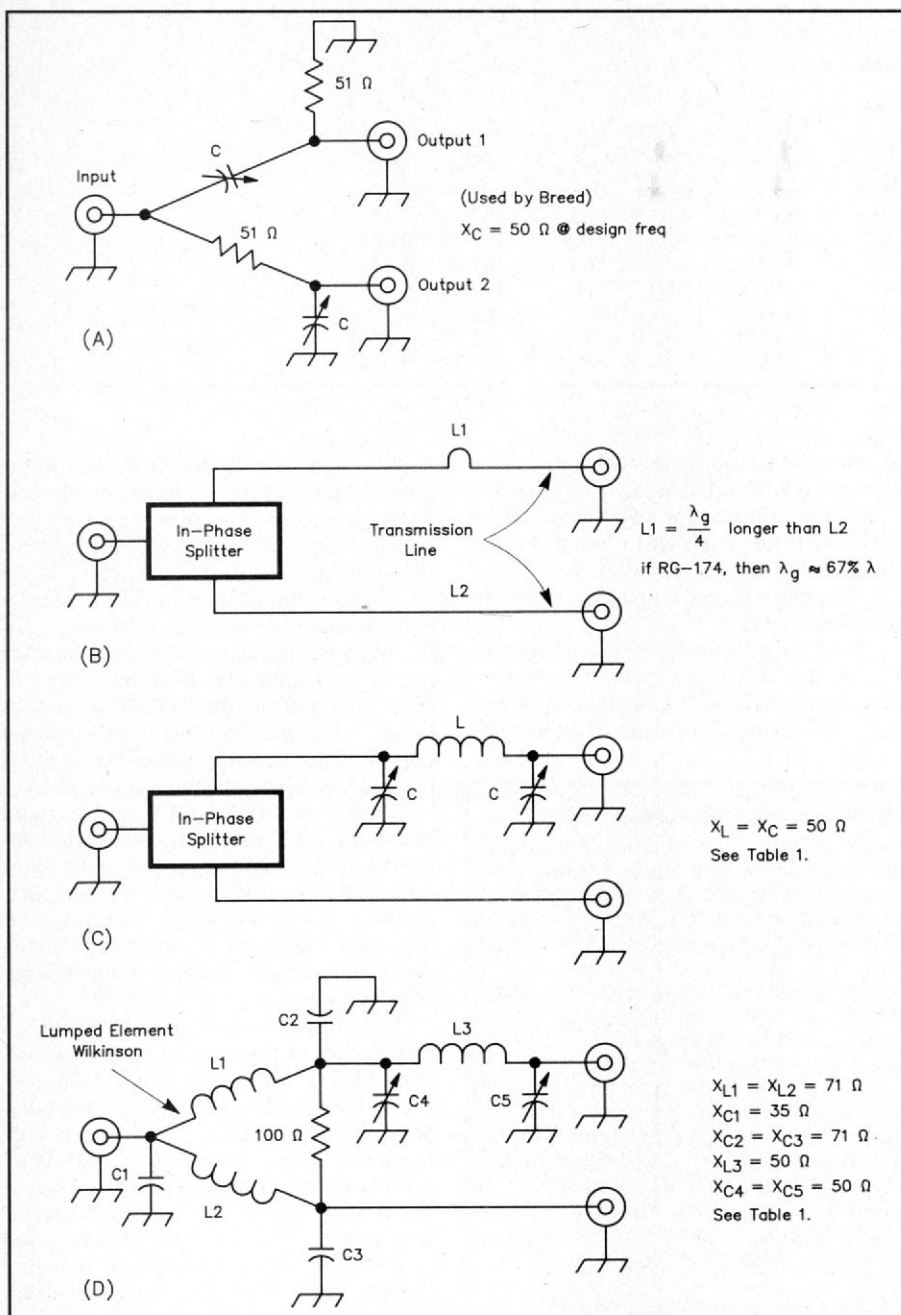 51 Ω
Output 1
C
Input
(Used by Breed)
X_C = 50 Ω @ design freq
51 Ω
Output 2
C
(A)
L1
In-Phase
Splitter
Transmission
Line
L1 = λg/4 longer than L2
if RG-174, then λg ≈ 67% λ
L2
(B)
L
C
C
In-Phase
Splitter
X_L = X_C = 50 Ω
See Table 1.
(C)
C2
L3
Lumped Element
Wilkinson
L1
C4
C5
100 Ω
C1
L2
C3
X_L1 = X_L2 = 71 Ω
X_C1 = 35 Ω
X_C2 = X_C3 = 71 Ω
X_L3 = 50 Ω
X_C4 = X_C5 = 50 Ω
See Table 1.
(D)